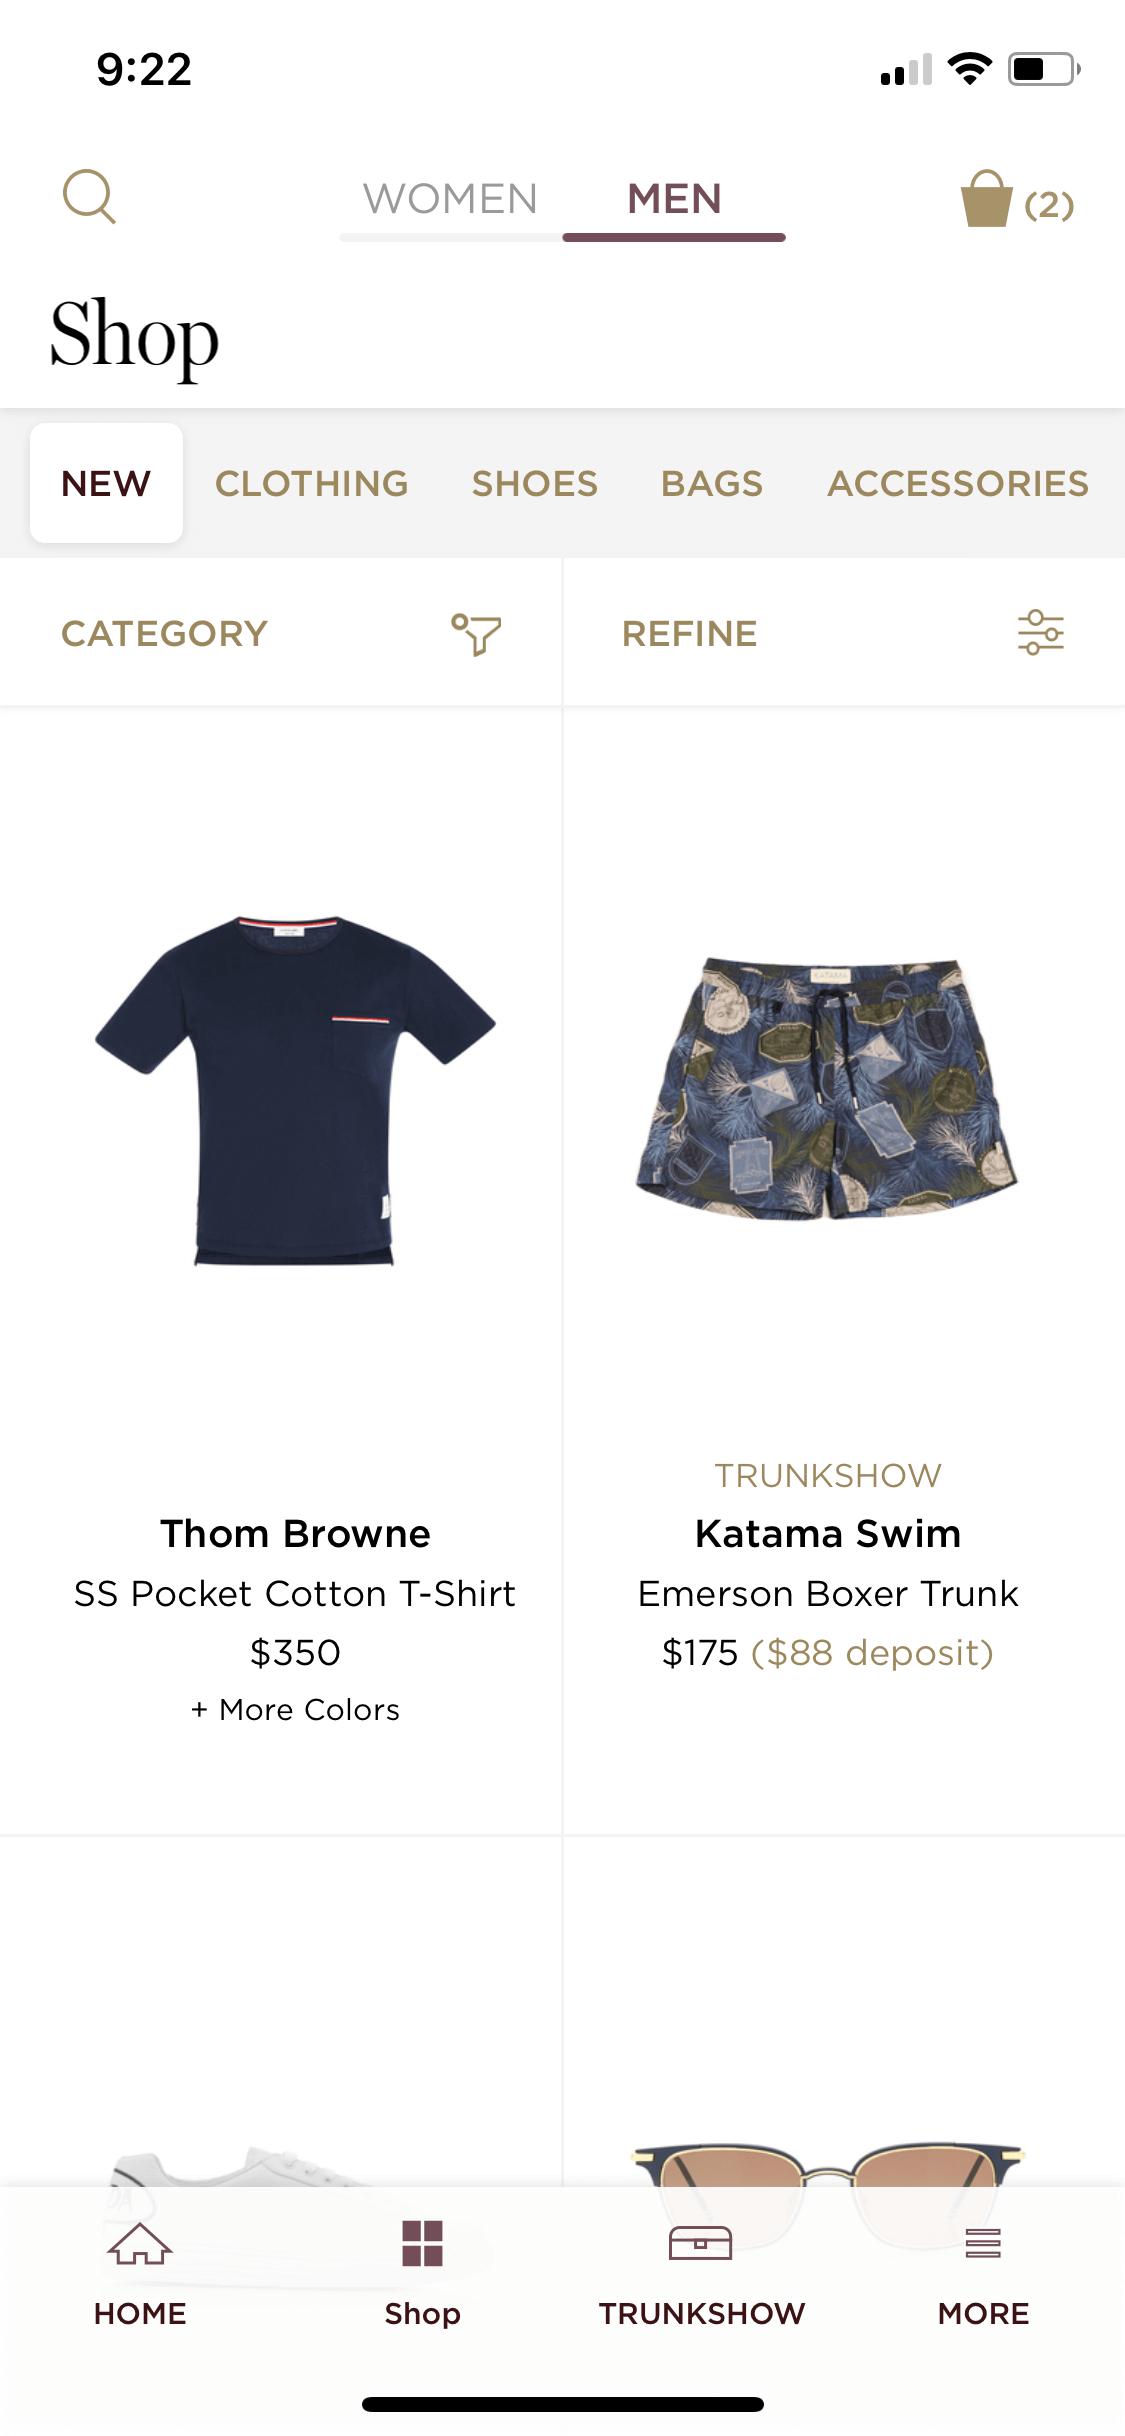 9:22
WOMEN MEN (2)
Shop
NEW CLOTHING SHOES BAGS ACCESSORIES
CATEGORY REFINE
KATAMA
Thom Browne
SS Pocket Cotton T-Shirt
$350
+ More Colors
TRUNKSHOW
Katama Swim
Emerson Boxer Trunk
$175 ($88 deposit)
HOME Shop TRUNKSHOW MORE